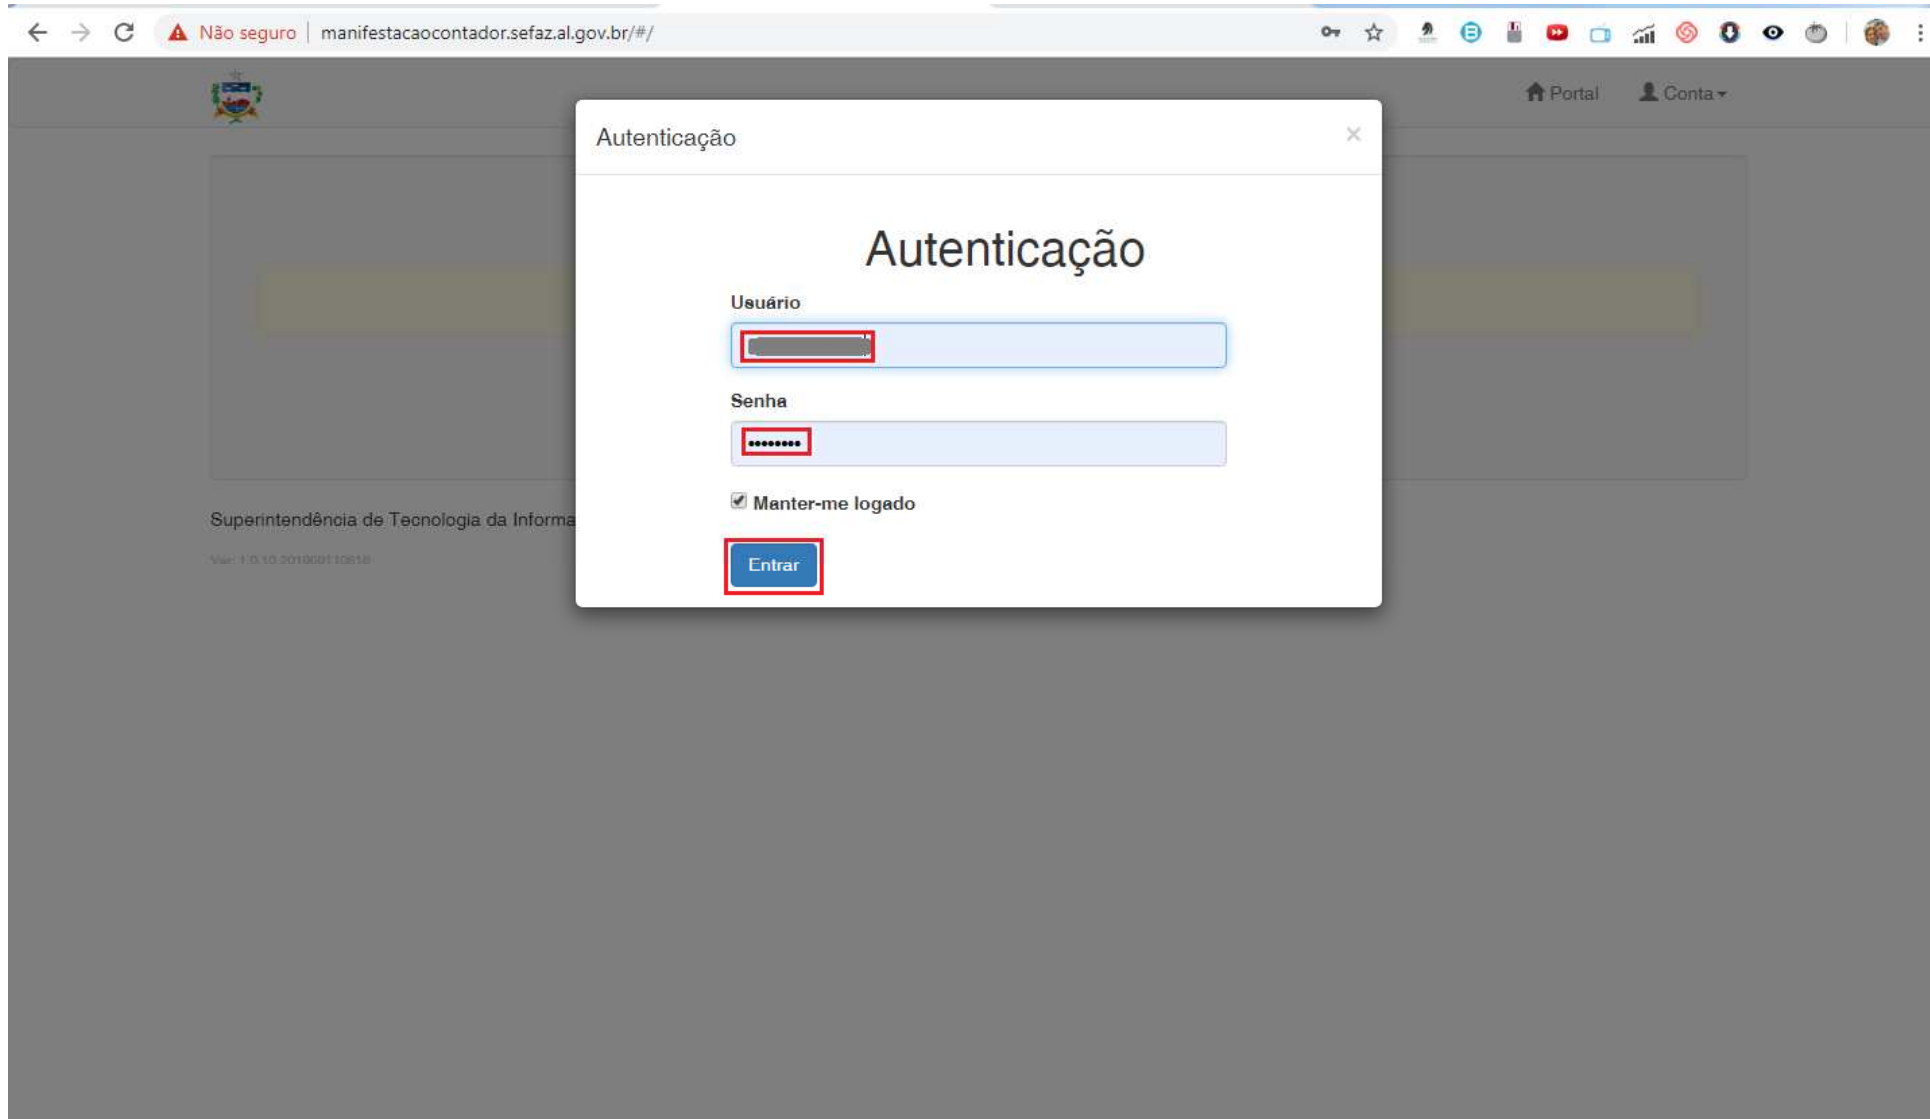 Não seguro | manifestacaocontador.sefaz.al.gov.br/#/
Portal Conta
Autenticação
Autenticação
Usuário
Senha
••••••••
Manter-me logado
Entrar
Superintendência de Tecnologia da Informa